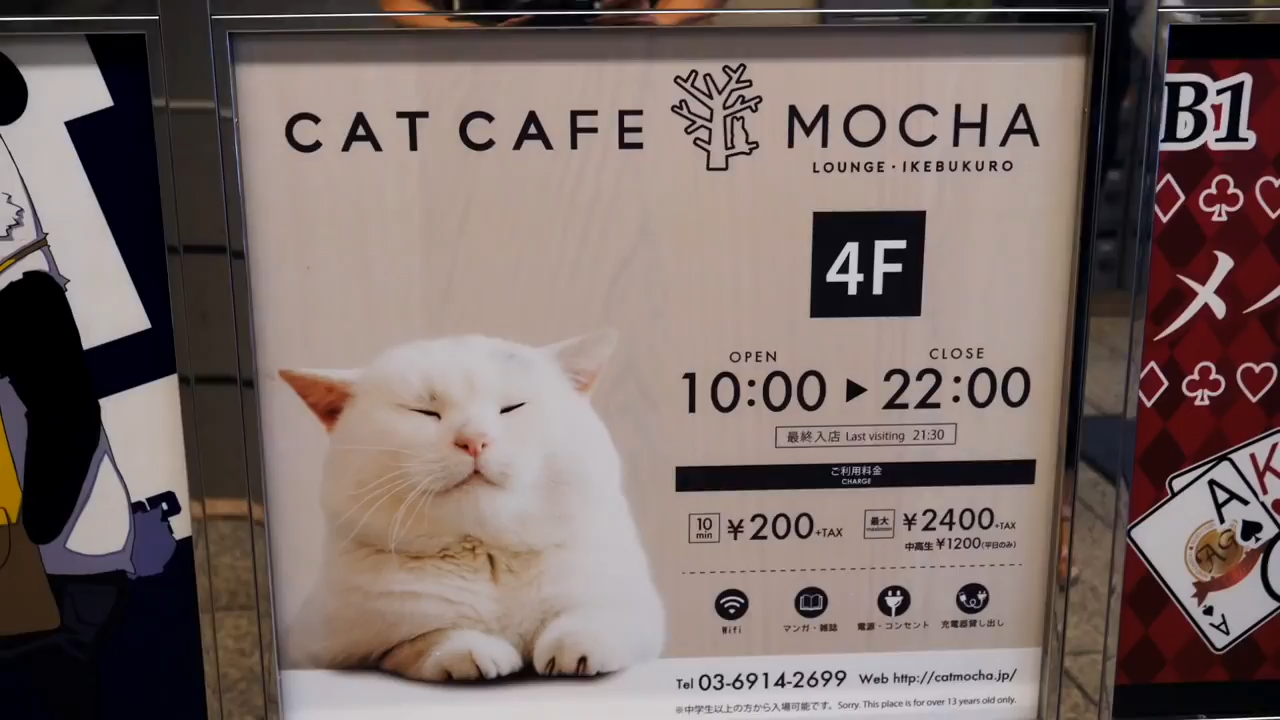 CAT CAFE MOCHA
LOUNGE・IKEBUKURO
4F
OPEN CLOSE
10:00 ▶ 22:00
最終入店 Last visiting 21:30
ご利用料金
CHARGE
10 min ¥200+TAX
最大 maximum ¥2400+TAX
中高生 ¥1200(平日のみ)
Wifi マンガ・雑誌 電源・コンセント 充電器貸し出し
Tel 03-6914-2699 Web http://catmocha.jp/
※中学生以上の方から入場可能です。Sorry. This place is for over 13 years old only.
B1
メイ
A
K
A